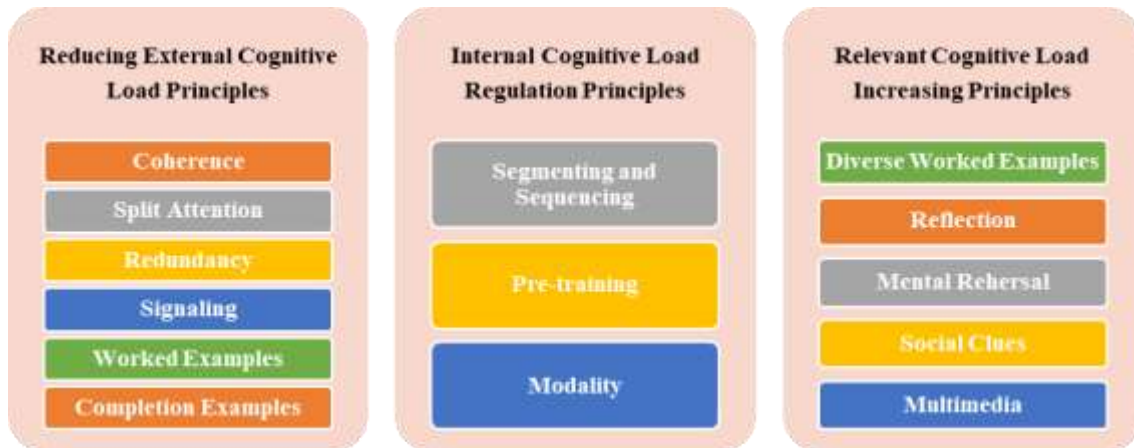 Reducing External Cognitive
Load Principles
Coherence
Split Attention
Redundancy
Signaling
Worked Examples
Completion Examples
Internal Cognitive Load
Regulation Principles
Segmenting and
Sequencing
Pre-training
Modality
Relevant Cognitive Load
Increasing Principles
Diverse Worked Examples
Reflection
Mental Rehersal
Social Clues
Multimedia